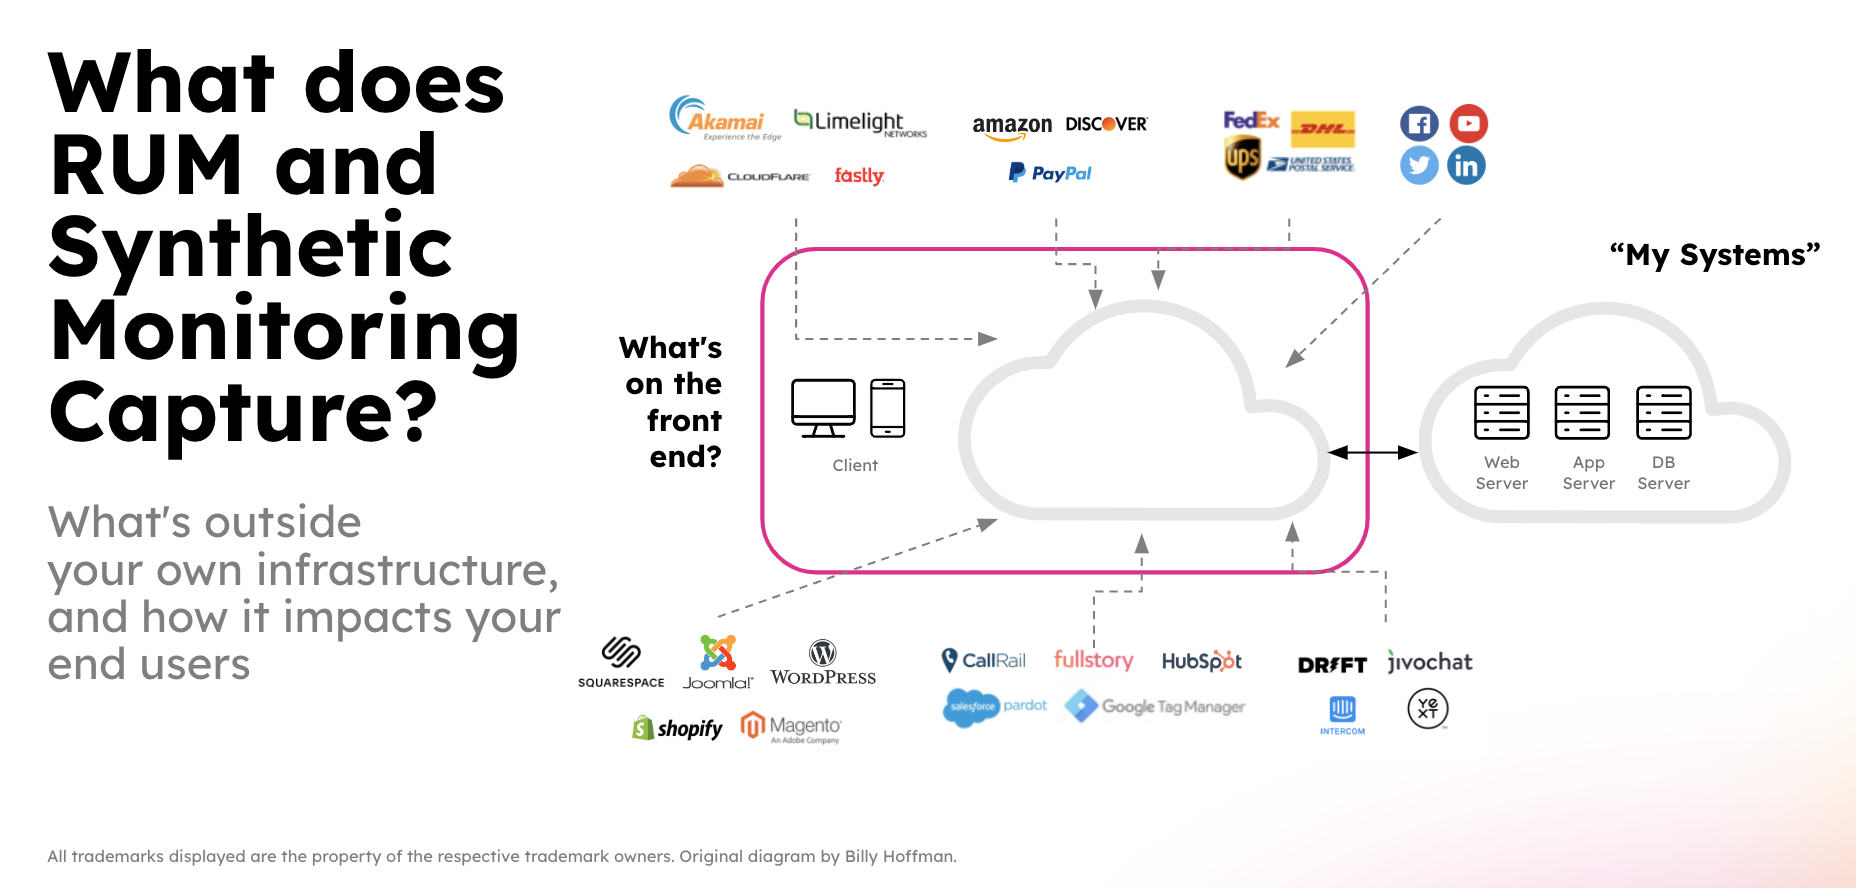 What does
RUM and
Synthetic
Monitoring
Capture?
What's outside
your own infrastructure,
and how it impacts your
end users
Akamai
Experience the Edge
Limelight
NETWORKS
CLOUDFLARE
fastly
amazon
DISCOVER
PayPal
FedEx
DHL
ups
UNITED STATES
POSTAL SERVICE
in
"My Systems"
What's
on the
front
end?
Client
Web
Server
App
Server
DB
Server
SQUARESPACE
Joomla!
WORDPRESS
shopify
Magento
An Adobe Company
CallRail
fullstory
HubSpot
salesforce
pardot
Google Tag Manager
DRIFT
jivochat
INTERCOM
YEXT
All trademarks displayed are the property of the respective trademark owners. Original diagram by Billy Hoffman.